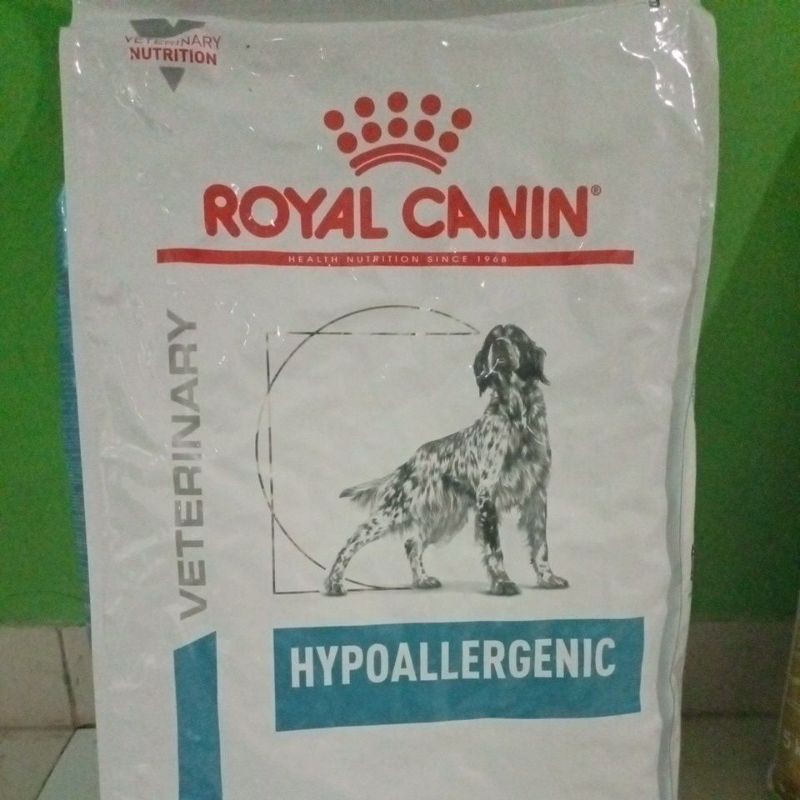 VETERINARY
NUTRITION
ROYAL CANIN®
HEALTH NUTRITION SINCE 1968
VETERINARY
HYPOALLERGENIC